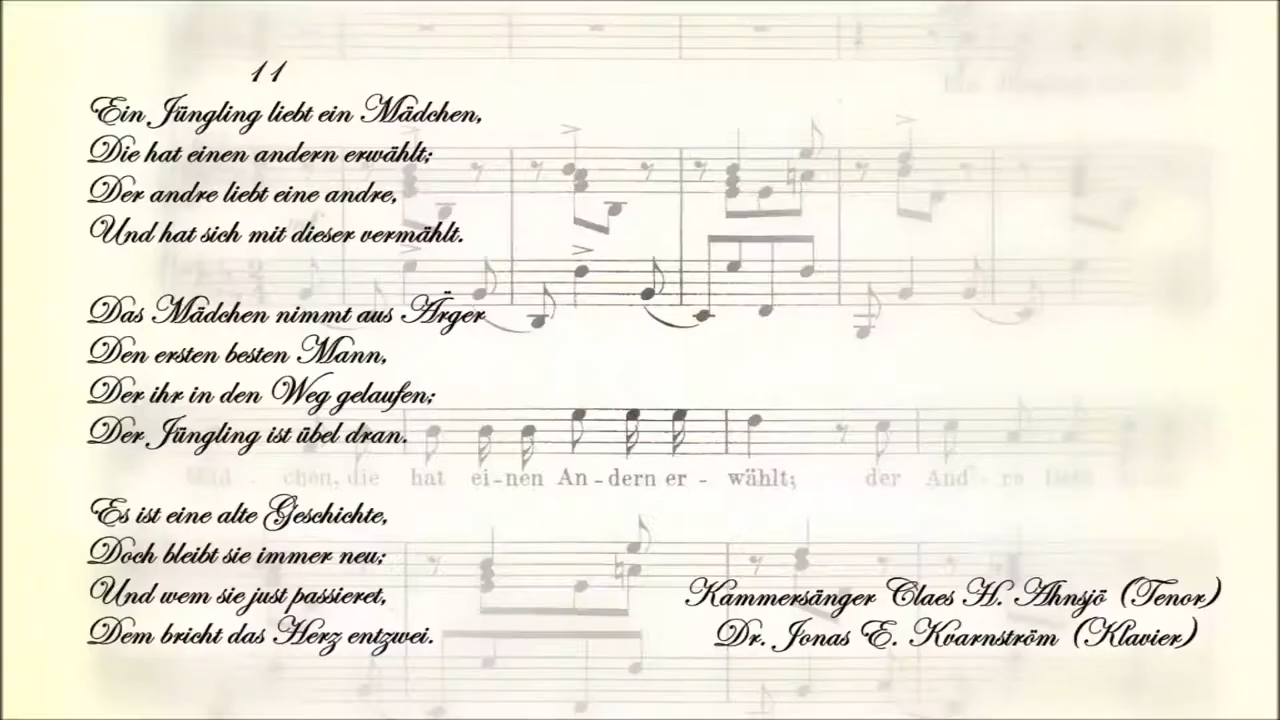 11
Ein Jüngling liebt ein Mädchen,
Die hat einen andern erwählt;
Der andre liebt eine andre,
Und hat sich mit dieser vermählt.
Das Mädchen nimmt aus Ärger
Den ersten besten Mann,
Der ihr in den Weg gelaufen;
Der Jüngling ist übel dran.
Es ist eine alte Geschichte,
Doch bleibt sie immer neu;
Und wem sie just passieret,
Dem bricht das Herz entzwei.
chen, die hat ei-nen An-dern er-wählt; der And-re
Kammersänger Claes H. Ahnsjö (Tenor)
Dr. Jonas E. Kvarnström (Klavier)